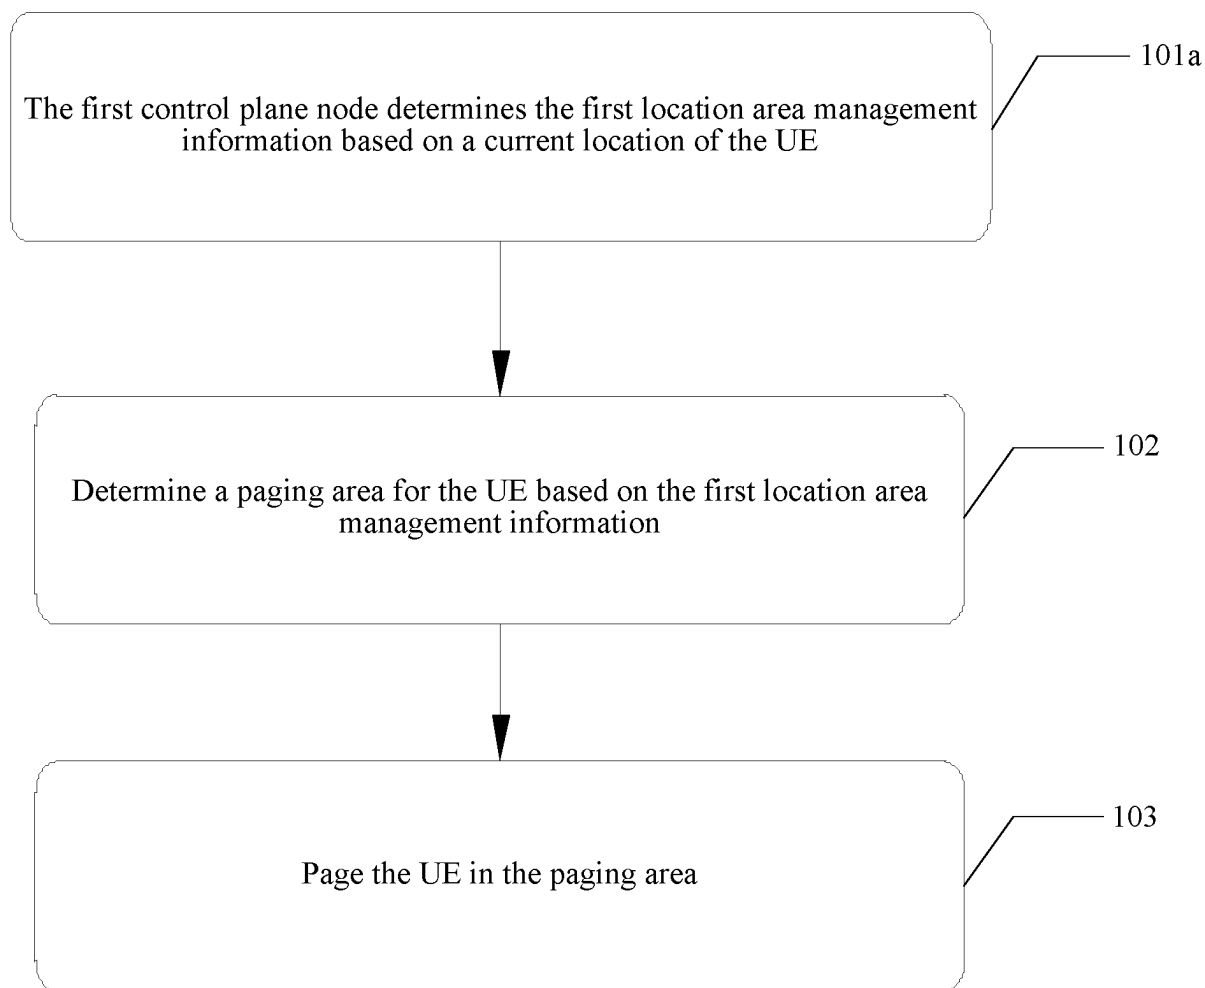 101a
The first control plane node determines the first location area management
information based on a current location of the UE
102
Determine a paging area for the UE based on the first location area
management information
103
Page the UE in the paging area